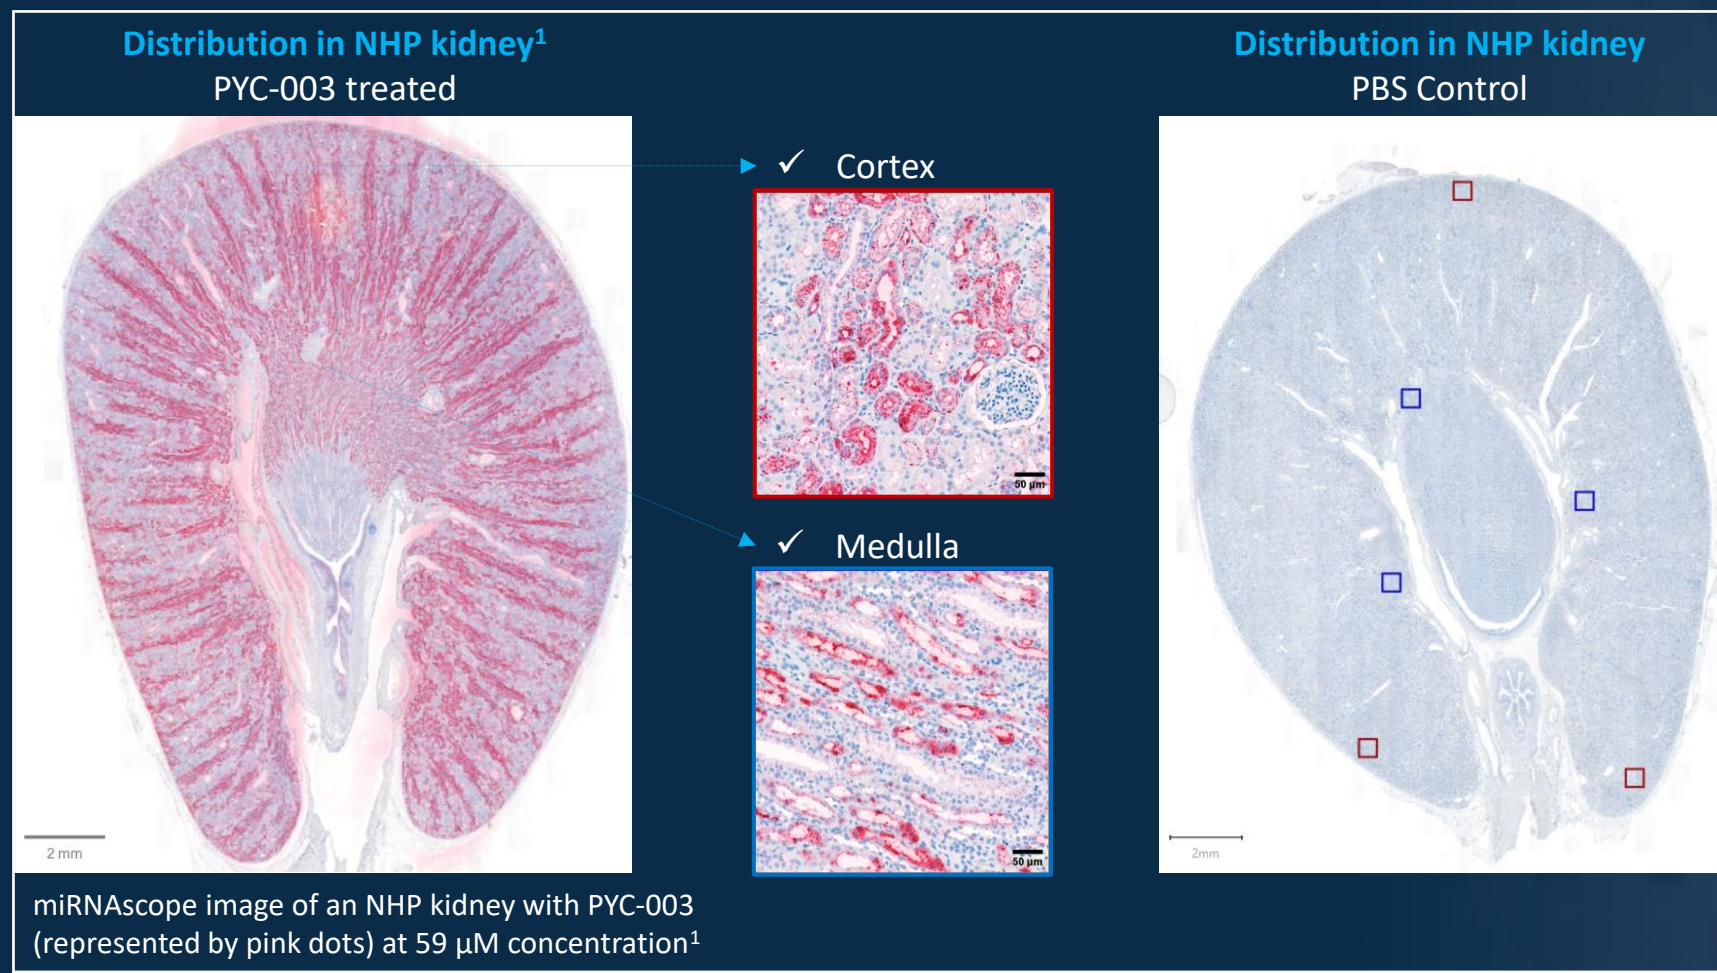 Distribution in NHP kidney¹
PYC-003 treated
Distribution in NHP kidney
PBS Control
✓ Cortex
50 µm
✓ Medulla
50 µm
2 mm
2mm
miRNAscope image of an NHP kidney with PYC-003
(represented by pink dots) at 59 µM concentration¹